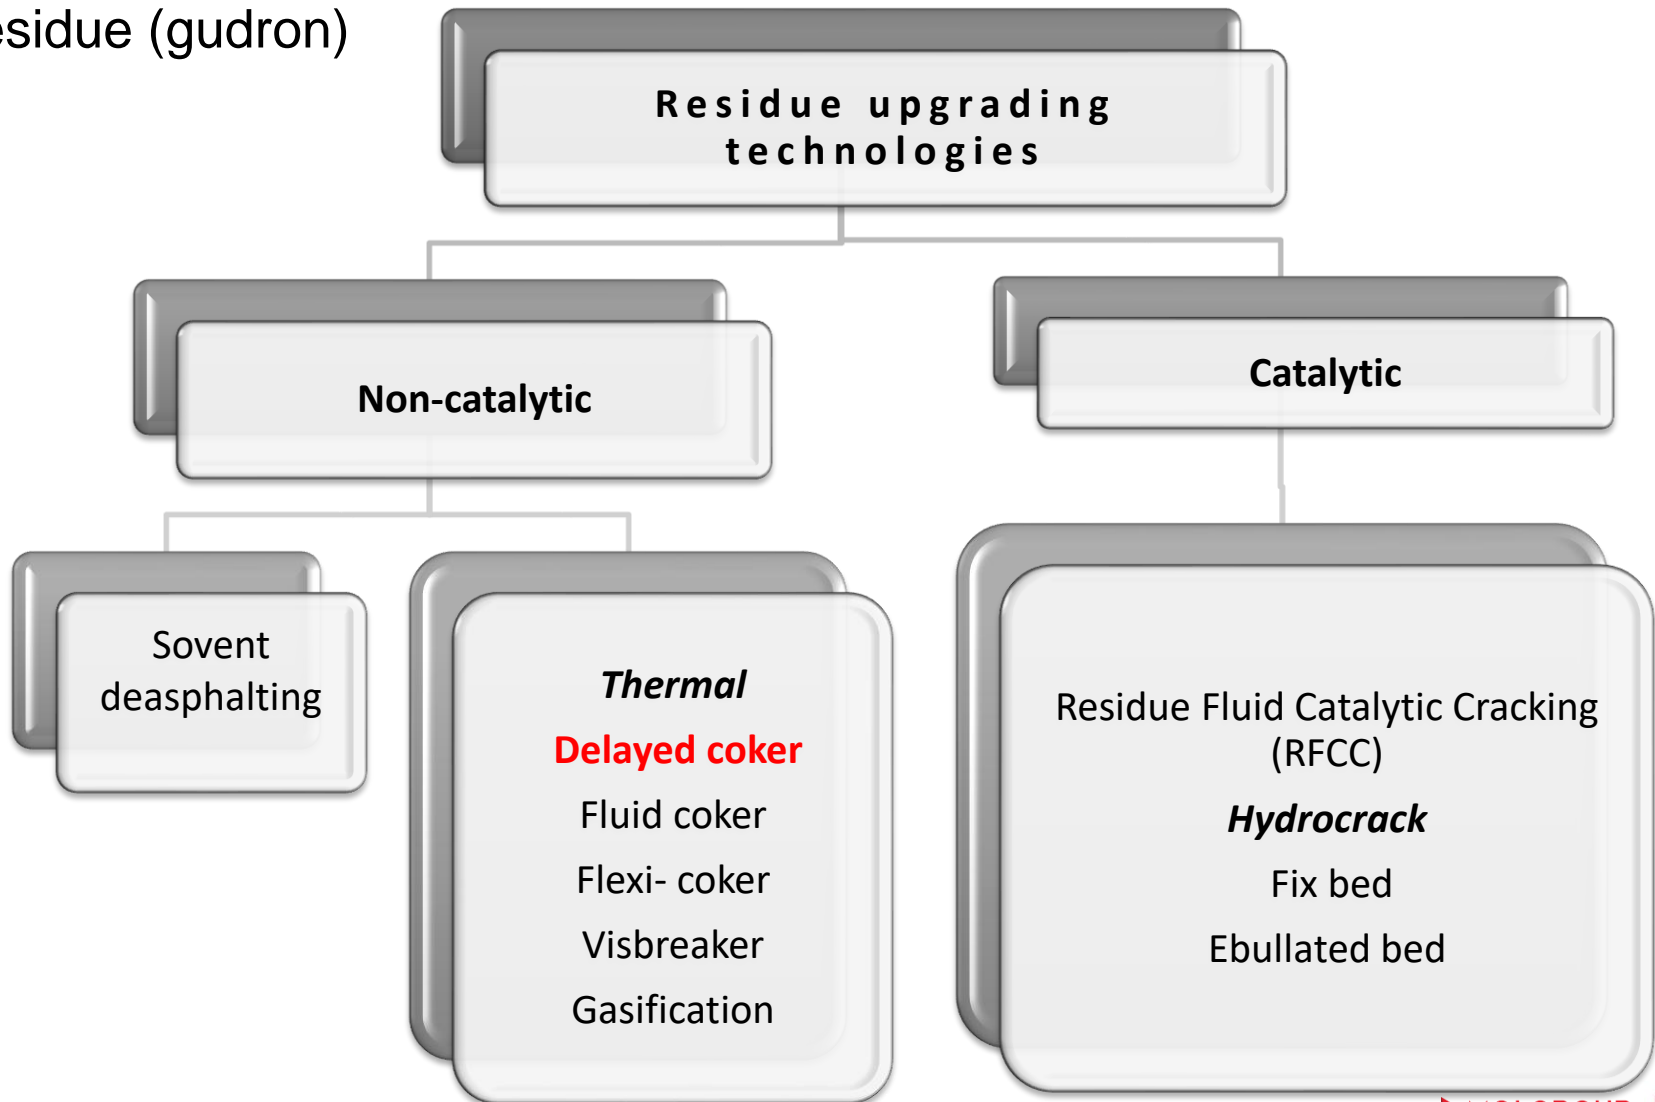 esidue (gudron)
Residue upgrading
technologies
Non-catalytic
Catalytic
Sovent
deasphalting
Thermal
Delayed coker
Fluid coker
Flexi- coker
Visbreaker
Gasification
Residue Fluid Catalytic Cracking
(RFCC)
Hydrocrack
Fix bed
Ebullated bed